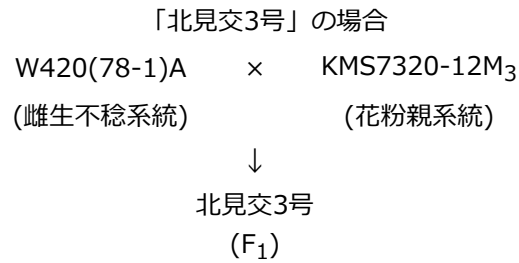 「北見交3号」の場合
W420(78-1)A × KMS7320-12M₃
(雌生不稔系統) (花粉親系統)
↓
北見交3号
(F₁)